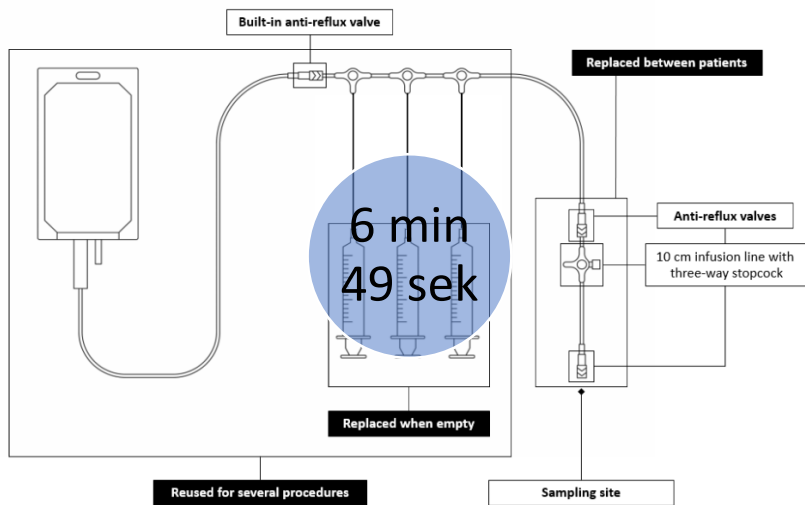 Built-in anti-reflux valve
Replaced between patients
Anti-reflux valves
10 cm infusion line with
three-way stopcock
6 min
49 sek
Replaced when empty
Reused for several procedures
Sampling site